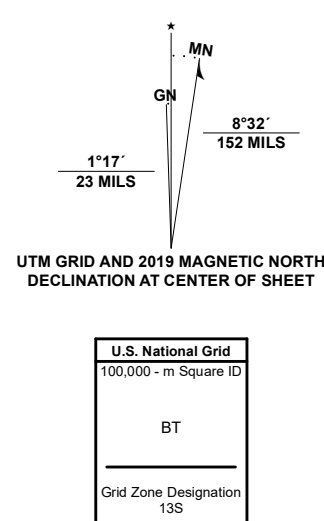 ★
MN
GN
8°32´
152 MILS
1°17´
23 MILS
UTM GRID AND 2019 MAGNETIC NORTH
DECLINATION AT CENTER OF SHEET
U.S. National Grid
100,000 - m Square ID
BT
Grid Zone Designation
13S